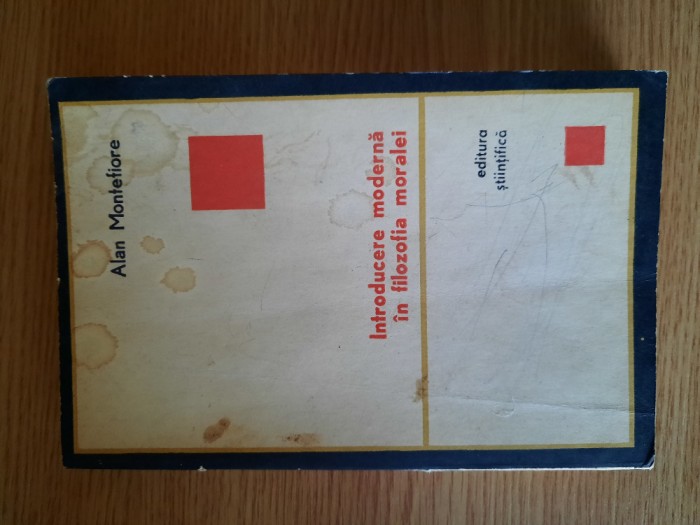 Alan Montefiore
Introducere modernă
în filozofia moralei
editura
științifică